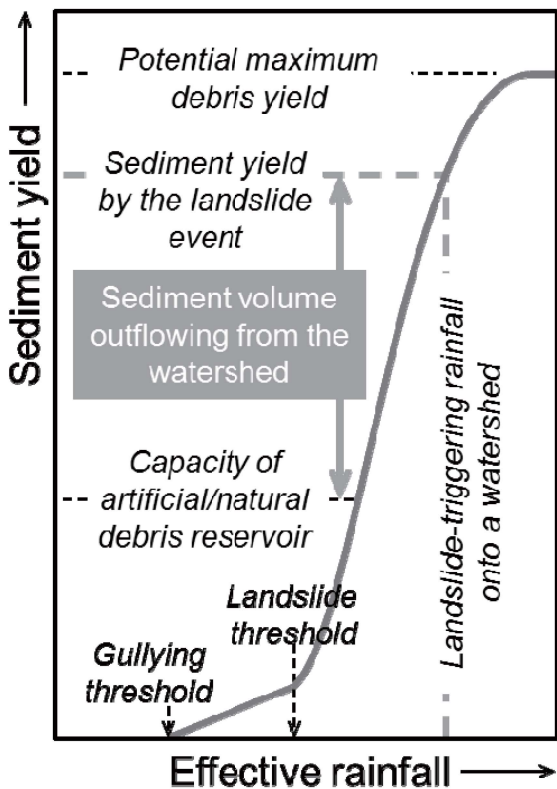 Potential maximum
debris yield
Sediment yield
by the landslide
event
Sediment volume
outflowing from the
watershed
Capacity of
artificial/natural
debris reservoir
Landslide
threshold
Gullying
threshold
Landslide-triggering rainfall
onto a watershed
Sediment yield
Effective rainfall